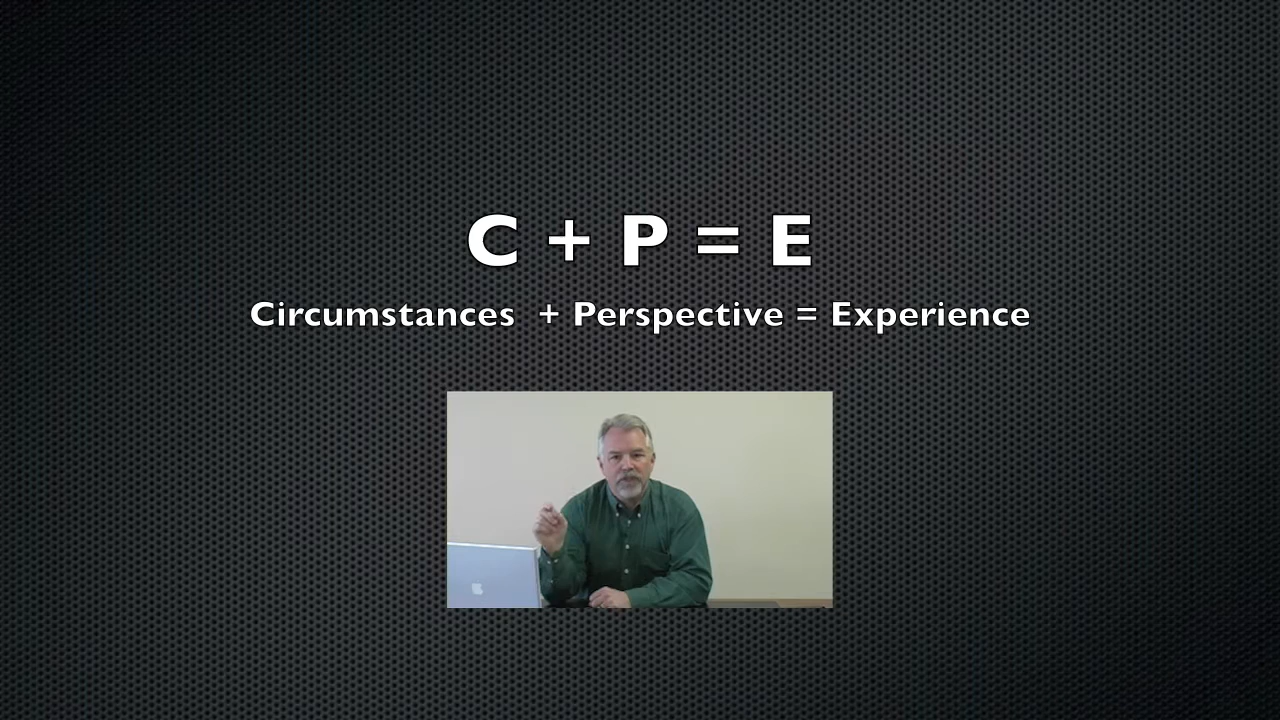 C + P = E
Circumstances + Perspective = Experience